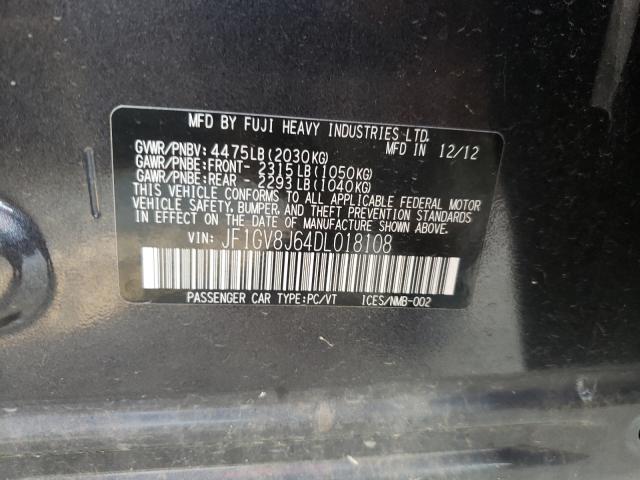 MFD BY FUJI HEAVY INDUSTRIES LTD.
MFD IN 12/12
GVWR/PNBV: 4475LB(2030KG)
GAWR/PNBE:FRONT- 2315LB(1050KG)
GAWR/PNBE:REAR - 2293LB(1040KG)
THIS VEHICLE CONFORMS TO ALL APPLICABLE FEDERAL MOTOR
VEHICLE SAFETY, BUMPER, AND THEFT PREVENTION STANDARDS
IN EFFECT ON THE DATE OF MANUFACTURE SHOWN ABOVE.
VIN: JF1GV8J64DL018108
PASSENGER CAR TYPE:PC/VT ICES/NMB-002